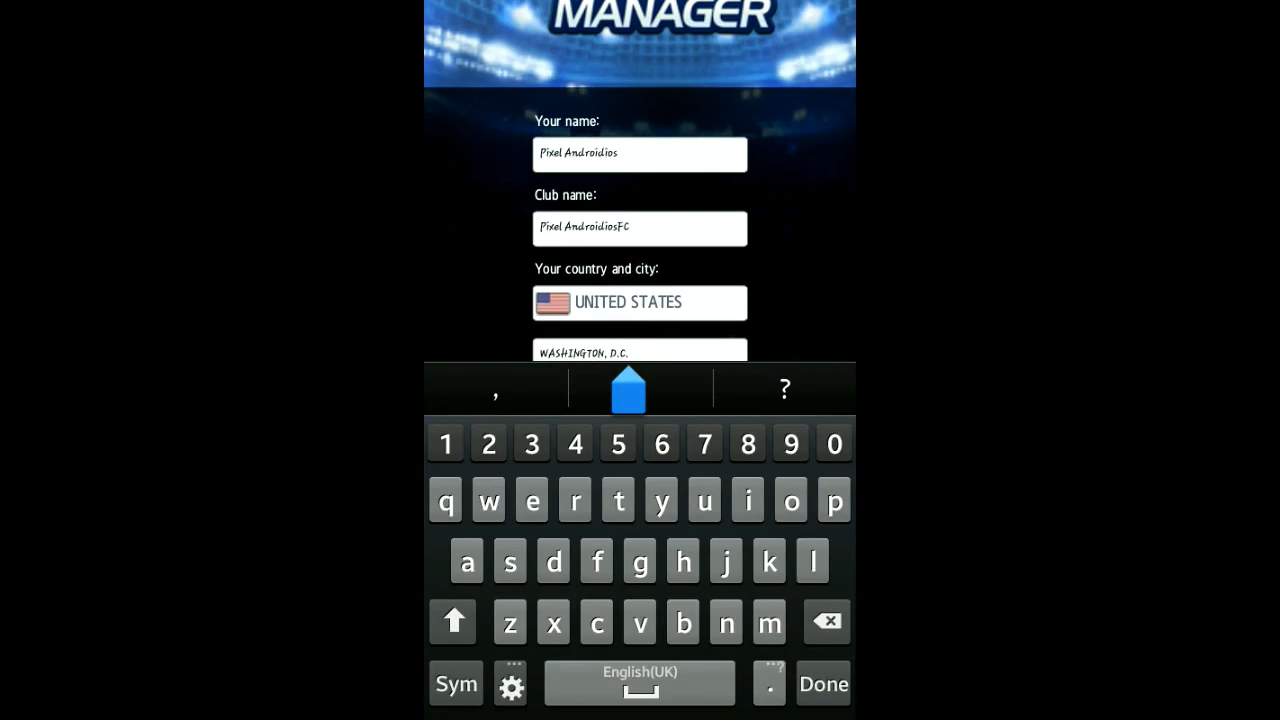 MANAGER
Your name:
Pixel Androidios
Club name:
Pixel AndroidiosFC
Your country and city:
UNITED STATES
WASHINGTON, D.C.
, ?
1 2 3 4 5 6 7 8 9 0
q w e r t y u i o p
a s d f g h j k l
z x c v b n m
... English(UK) ...?
Sym . Done